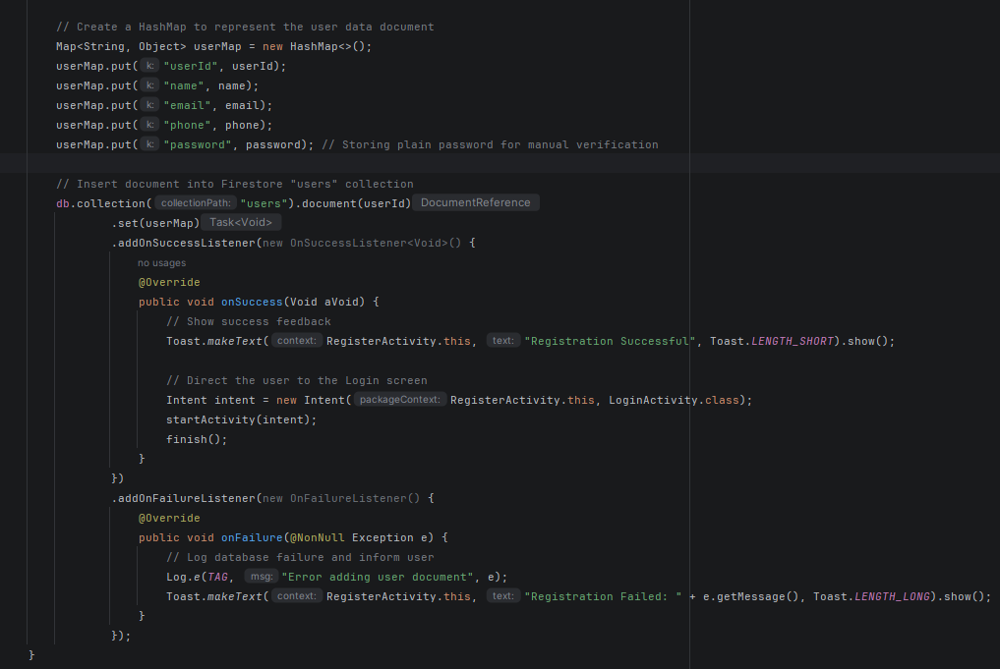 // Create a HashMap to represent the user data document
Map<String, Object> userMap = new HashMap<>();
userMap.put( k: "userId", userId);
userMap.put( k: "name", name);
userMap.put( k: "email", email);
userMap.put( k: "phone", phone);
userMap.put( k: "password", password); // Storing plain password for manual verification
// Insert document into Firestore "users" collection
db.collection( collectionPath: "users").document(userId) DocumentReference
.set(userMap) Task<Void>
.addOnSuccessListener(new OnSuccessListener<Void>() {
no usages
@Override
public void onSuccess(Void aVoid) {
// Show success feedback
Toast.makeText( context: RegisterActivity.this, text: "Registration Successful", Toast.LENGTH_SHORT).show();
// Direct the user to the Login screen
Intent intent = new Intent( packageContext: RegisterActivity.this, LoginActivity.class);
startActivity(intent);
finish();
}
})
.addOnFailureListener(new OnFailureListener() {
@Override
public void onFailure(@NonNull Exception e) {
// Log database failure and inform user
Log.e(TAG, msg: "Error adding user document", e);
Toast.makeText( context: RegisterActivity.this, text: "Registration Failed: " + e.getMessage(), Toast.LENGTH_LONG).show();
}
});
}